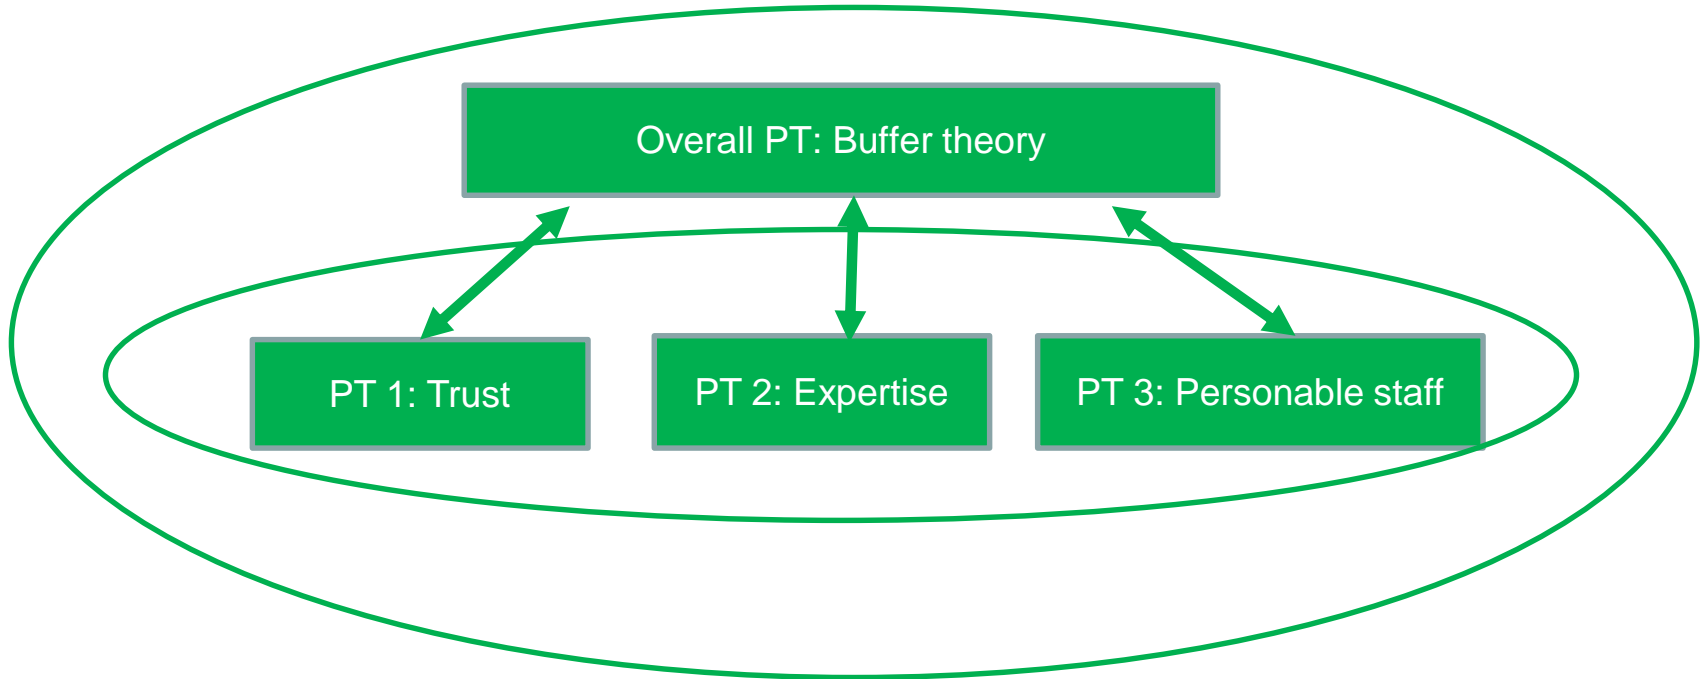 Overall PT: Buffer theory
PT 1: Trust
PT 2: Expertise
PT 3: Personable staff